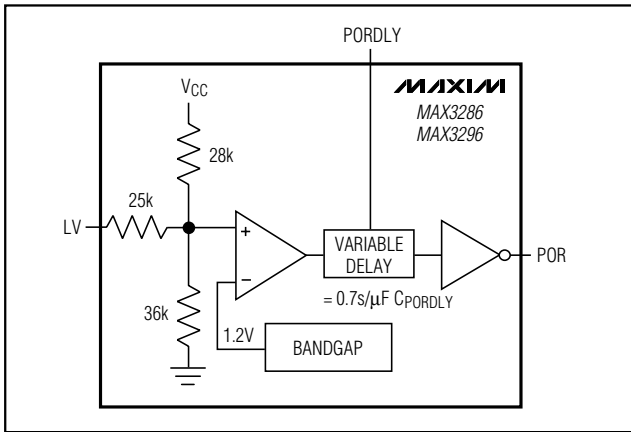 PORDLY
MAXIM
VCC
MAX3286
MAX3296
28k
25k
LV
+
VARIABLE
DELAY
POR
−
= 0.7s/μF CPORDLY
36k
1.2V
BANDGAP